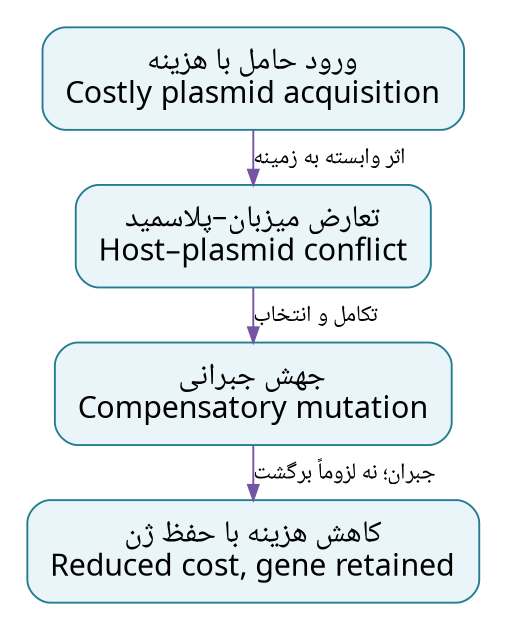 ورود حامل با هزینه
Costly plasmid acquisition
اثر وابسته به زمینه
تعارض میزبان–پلاسمید
Host–plasmid conflict
تکامل و انتخاب
جهش جبرانی
Compensatory mutation
جبران؛ نه لزوماً برگشت
کاهش هزینه با حفظ ژن
Reduced cost, gene retained